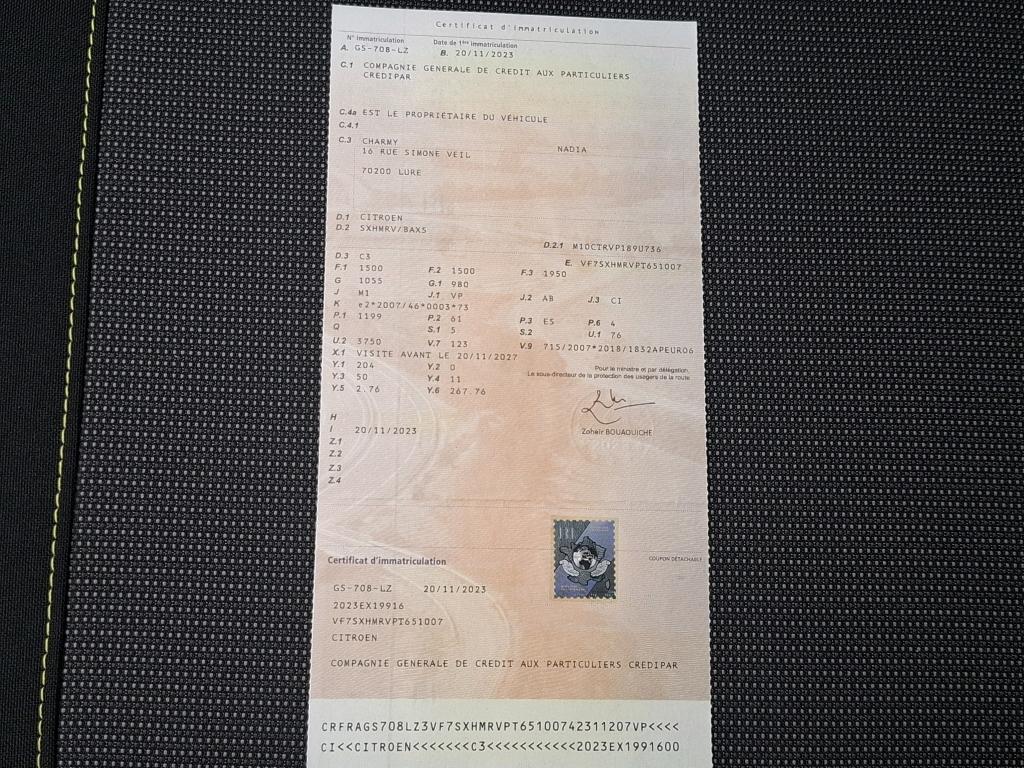 Certificat d'immatriculation
N° Immatriculation Date de 1ère immatriculation
A. GS-708-LZ B. 20/11/2023
C.1 COMPAGNIE GENERALE DE CREDIT AUX PARTICULIERS
CREDIPAR
C.4a EST LE PROPRIÉTAIRE DU VÉHICULE
C.4.1
C.3 CHARMY NADIA
16 RUE SIMONE VEIL
70200 LURE
D.1 CITROEN
D.2 SXHMRV/BAX5
D.2.1 M10CTRVP189U736
D.3 C3 E. VF7SXHMRVPT651007
F.1 1500 F.2 1500 F.3 1950
G 1055 G.1 980
J M1 J.1 VP J.2 AB J.3 CI
K e2*2007/46*0003*73
P.1 1199 P.2 61 P.3 ES P.6 4
Q S.1 5 S.2 U.1 76
U.2 3750 V.7 123 V.9 715/2007*2018/1832APEURO6
X.1 VISITE AVANT LE 20/11/2027
Y.1 204 Y.2 0 Pour le ministre et par délégation,
Y.3 50 Y.4 11 Le sous-directeur de la protection des usagers de la route
Y.5 2.76 Y.6 267.76
H
I 20/11/2023 Zoheir BOUAOUICHE
Z.1
Z.2
Z.3
Z.4
Certificat d'immatriculation COUPON DÉTACHABLE
GS-708-LZ 20/11/2023
2023EX19916
VF7SXHMRVPT651007
CITROEN
COMPAGNIE GENERALE DE CREDIT AUX PARTICULIERS CREDIPAR
CRFRAGS708LZ3VF7SXHMRVPT65100742311207VP<<<<
CI<<CITROEN<<<<<<<C3<<<<<<<<<<<2023EX1991600